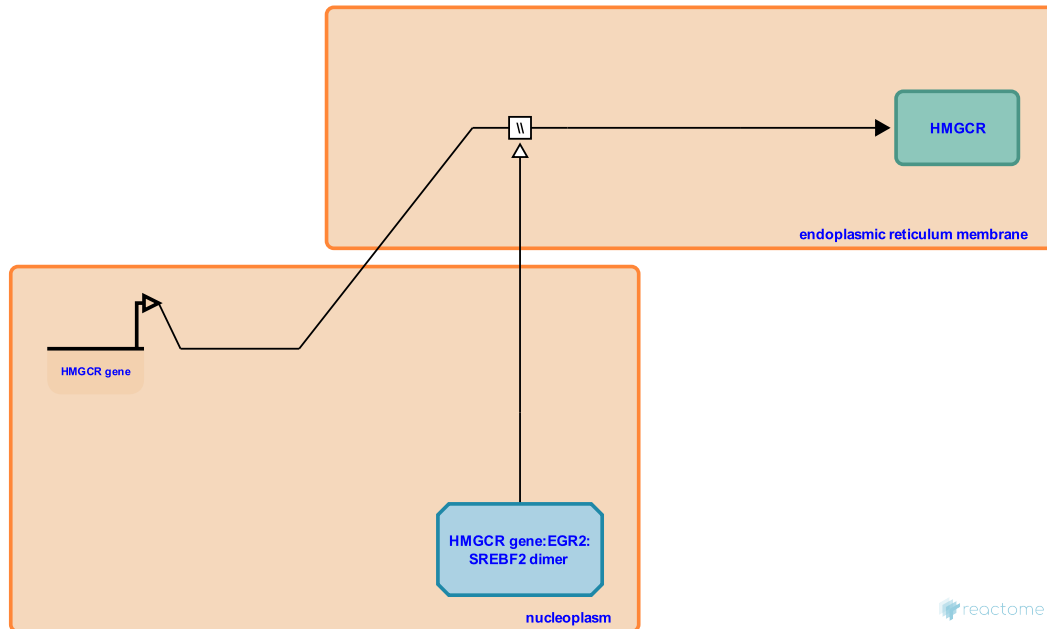 \\
HMGCR
endoplasmic reticulum membrane
HMGCR gene
HMGCR gene:EGR2:
SREBF2 dimer
nucleoplasm
reactome